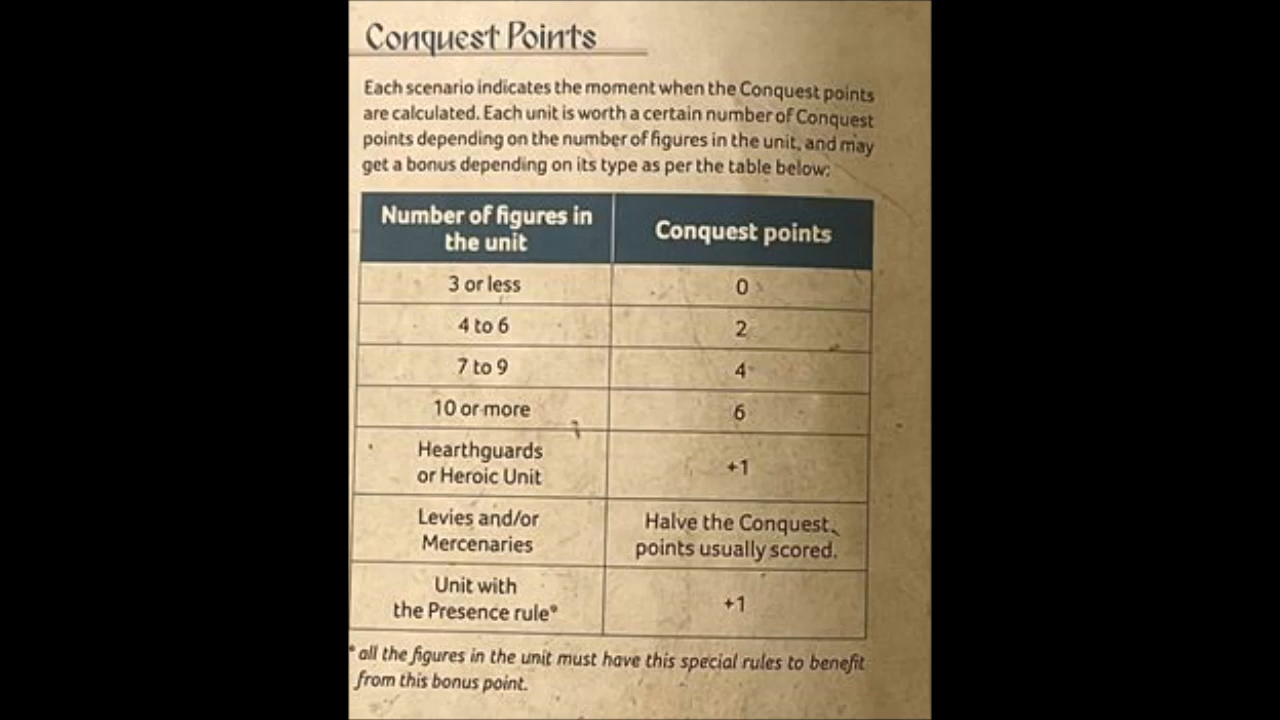 Conquest Points
Each scenario indicates the moment when the Conquest points
are calculated. Each unit is worth a certain number of Conquest
points depending on the number of figures in the unit, and may
get a bonus depending on its type as per the table below:
Number of figures in
the unit
Conquest points
3 or less
0
4 to 6
2
7 to 9
4
10 or more
6
Hearthguards
or Heroic Unit
+1
Levies and/or
Mercenaries
Halve the Conquest
points usually scored.
Unit with
the Presence rule*
+1
* all the figures in the unit must have this special rules to benefit
from this bonus point.